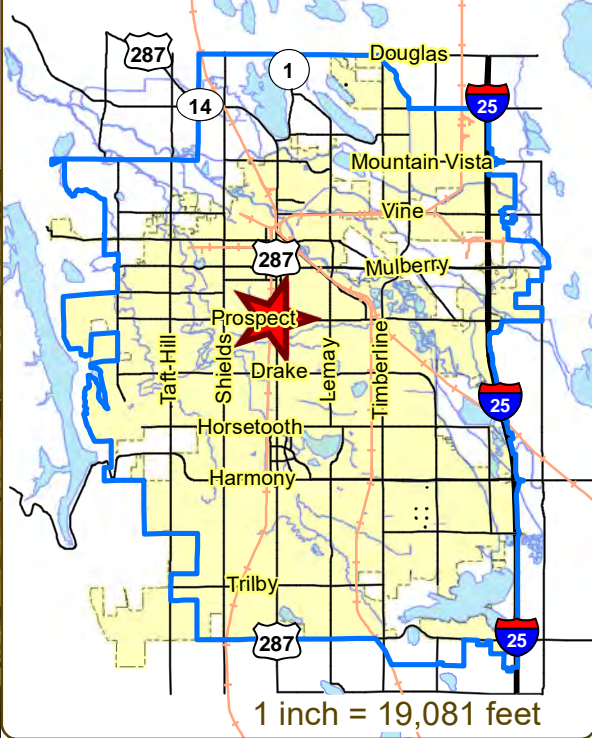 287
Douglas
1
14
25
Mountain-Vista
Vine
287
Mulberry
Prospect
Taft-Hill
Shields
Lemay
Timberline
Drake
25
Horsetooth
Harmony
Trilby
287
25
1 inch = 19,081 feet